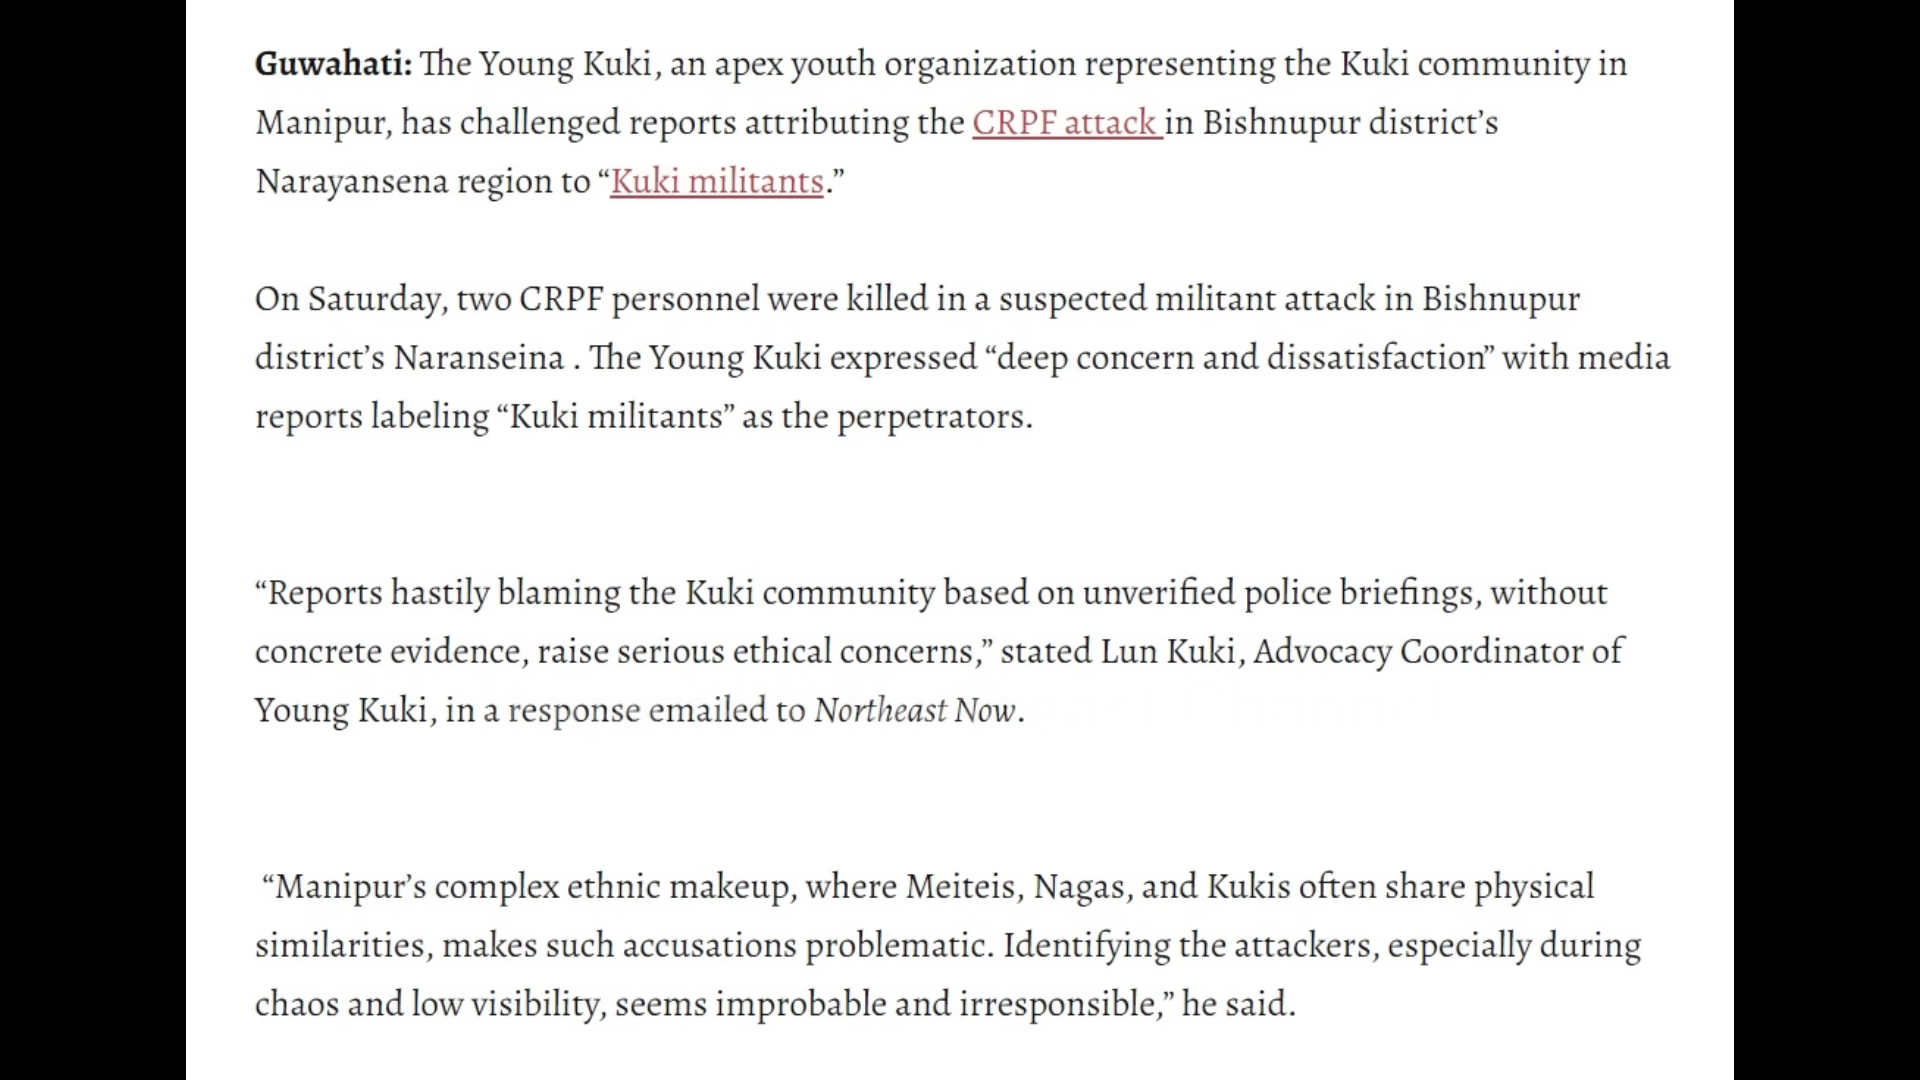 Guwahati: The Young Kuki, an apex youth organization representing the Kuki community in
Manipur, has challenged reports attributing the CRPF attack in Bishnupur district’s
Narayansena region to “Kuki militants.”
On Saturday, two CRPF personnel were killed in a suspected militant attack in Bishnupur
district’s Naranseina . The Young Kuki expressed “deep concern and dissatisfaction” with media
reports labeling “Kuki militants” as the perpetrators.
“Reports hastily blaming the Kuki community based on unverified police briefings, without
concrete evidence, raise serious ethical concerns,” stated Lun Kuki, Advocacy Coordinator of
Young Kuki, in a response emailed to Northeast Now.
“Manipur’s complex ethnic makeup, where Meiteis, Nagas, and Kukis often share physical
similarities, makes such accusations problematic. Identifying the attackers, especially during
chaos and low visibility, seems improbable and irresponsible,” he said.